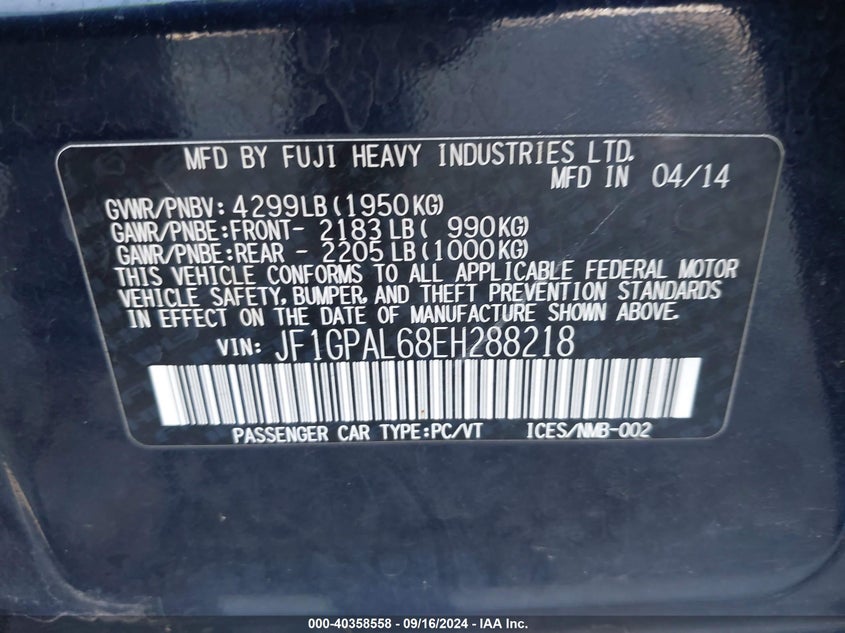 MFD BY FUJI HEAVY INDUSTRIES LTD.
MFD IN 04/14
GVWR/PNBV: 4299LB(1950KG)
GAWR/PNBE:FRONT- 2183LB( 990KG)
GAWR/PNBE:REAR - 2205LB(1000KG)
THIS VEHICLE CONFORMS TO ALL APPLICABLE FEDERAL MOTOR
VEHICLE SAFETY, BUMPER, AND THEFT PREVENTION STANDARDS
IN EFFECT ON THE DATE OF MANUFACTURE SHOWN ABOVE.
VIN: JF1GPAL68EH288218
PASSENGER CAR TYPE:PC/VT ICES/NMB-002
000-40358558 - 09/16/2024 - IAA Inc.